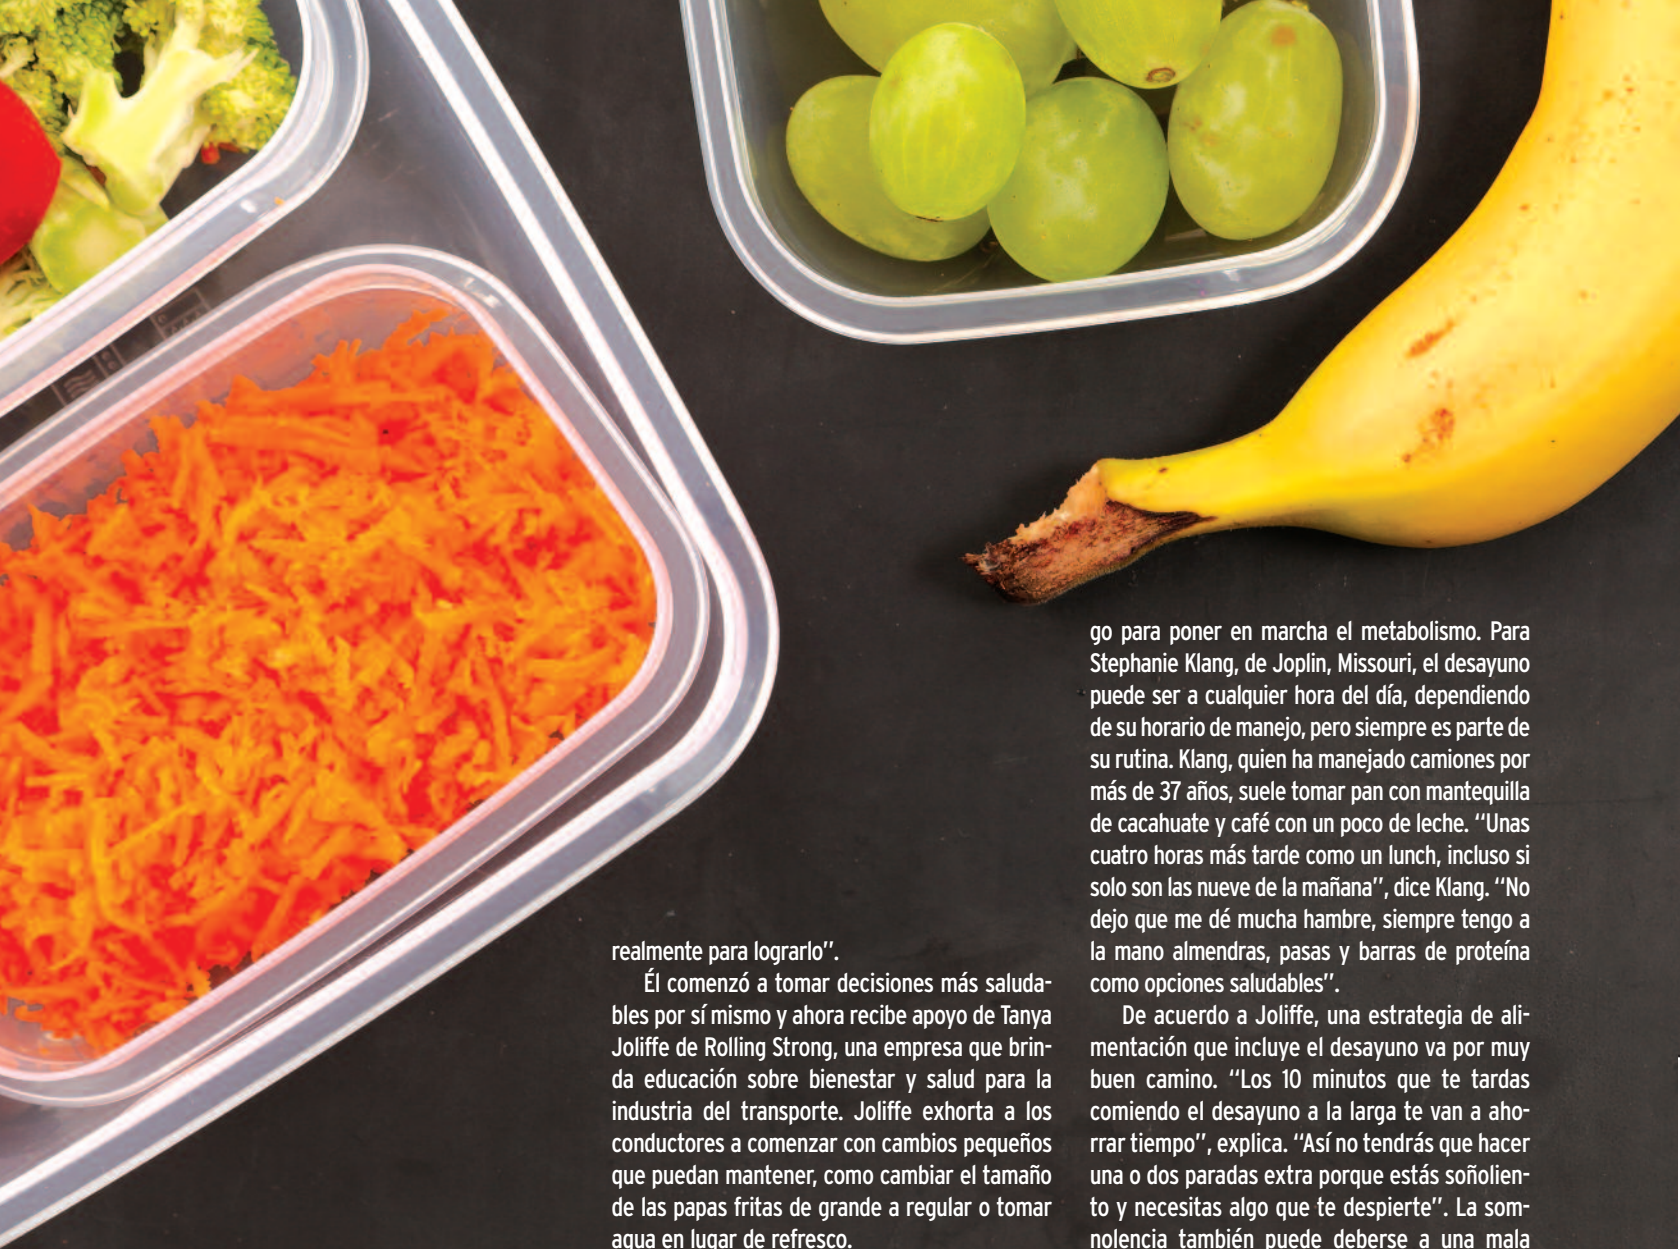 realmente para lograrlo”.
Él comenzó a tomar decisiones más saluda-
bles por sí mismo y ahora recibe apoyo de Tanya
Joliffe de Rolling Strong, una empresa que brin-
da educación sobre bienestar y salud para la
industria del transporte. Joliffe exhorta a los
conductores a comenzar con cambios pequeños
que puedan mantener, como cambiar el tamaño
de las papas fritas de grande a regular o tomar
agua en lugar de refresco.
go para poner en marcha el metabolismo. Para
Stephanie Klang, de Joplin, Missouri, el desayuno
puede ser a cualquier hora del día, dependiendo
de su horario de manejo, pero siempre es parte de
su rutina. Klang, quien ha manejado camiones por
más de 37 años, suele tomar pan con mantequilla
de cacahuate y café con un poco de leche. “Unas
cuatro horas más tarde como un lunch, incluso si
solo son las nueve de la mañana”, dice Klang. “No
dejo que me dé mucha hambre, siempre tengo a
la mano almendras, pasas y barras de proteína
como opciones saludables”.
De acuerdo a Joliffe, una estrategia de ali-
mentación que incluye el desayuno va por muy
buen camino. “Los 10 minutos que te tardas
comiendo el desayuno a la larga te van a aho-
rrar tiempo”, explica. “Así no tendrás que hacer
una o dos paradas extra porque estás soñolien-
to y necesitas algo que te despierte”. La som-
nolencia también puede deberse a una mala